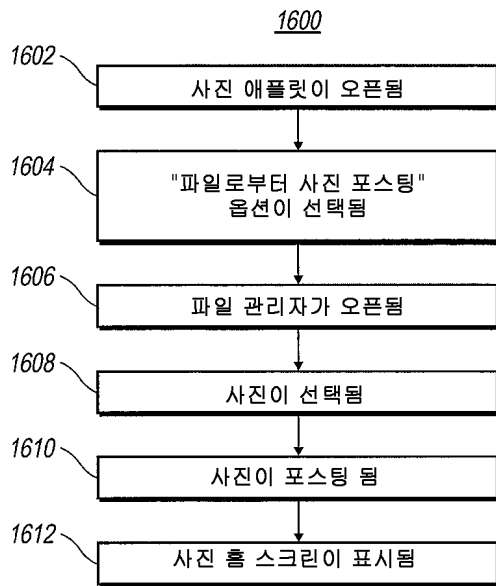 1600
1602
사진 애플릿이 오픈됨
1604
"파일로부터 사진 포스팅"
옵션이 선택됨
1606
파일 관리자가 오픈됨
1608
사진이 선택됨
1610
사진이 포스팅 됨
1612
사진 홈 스크린이 표시됨